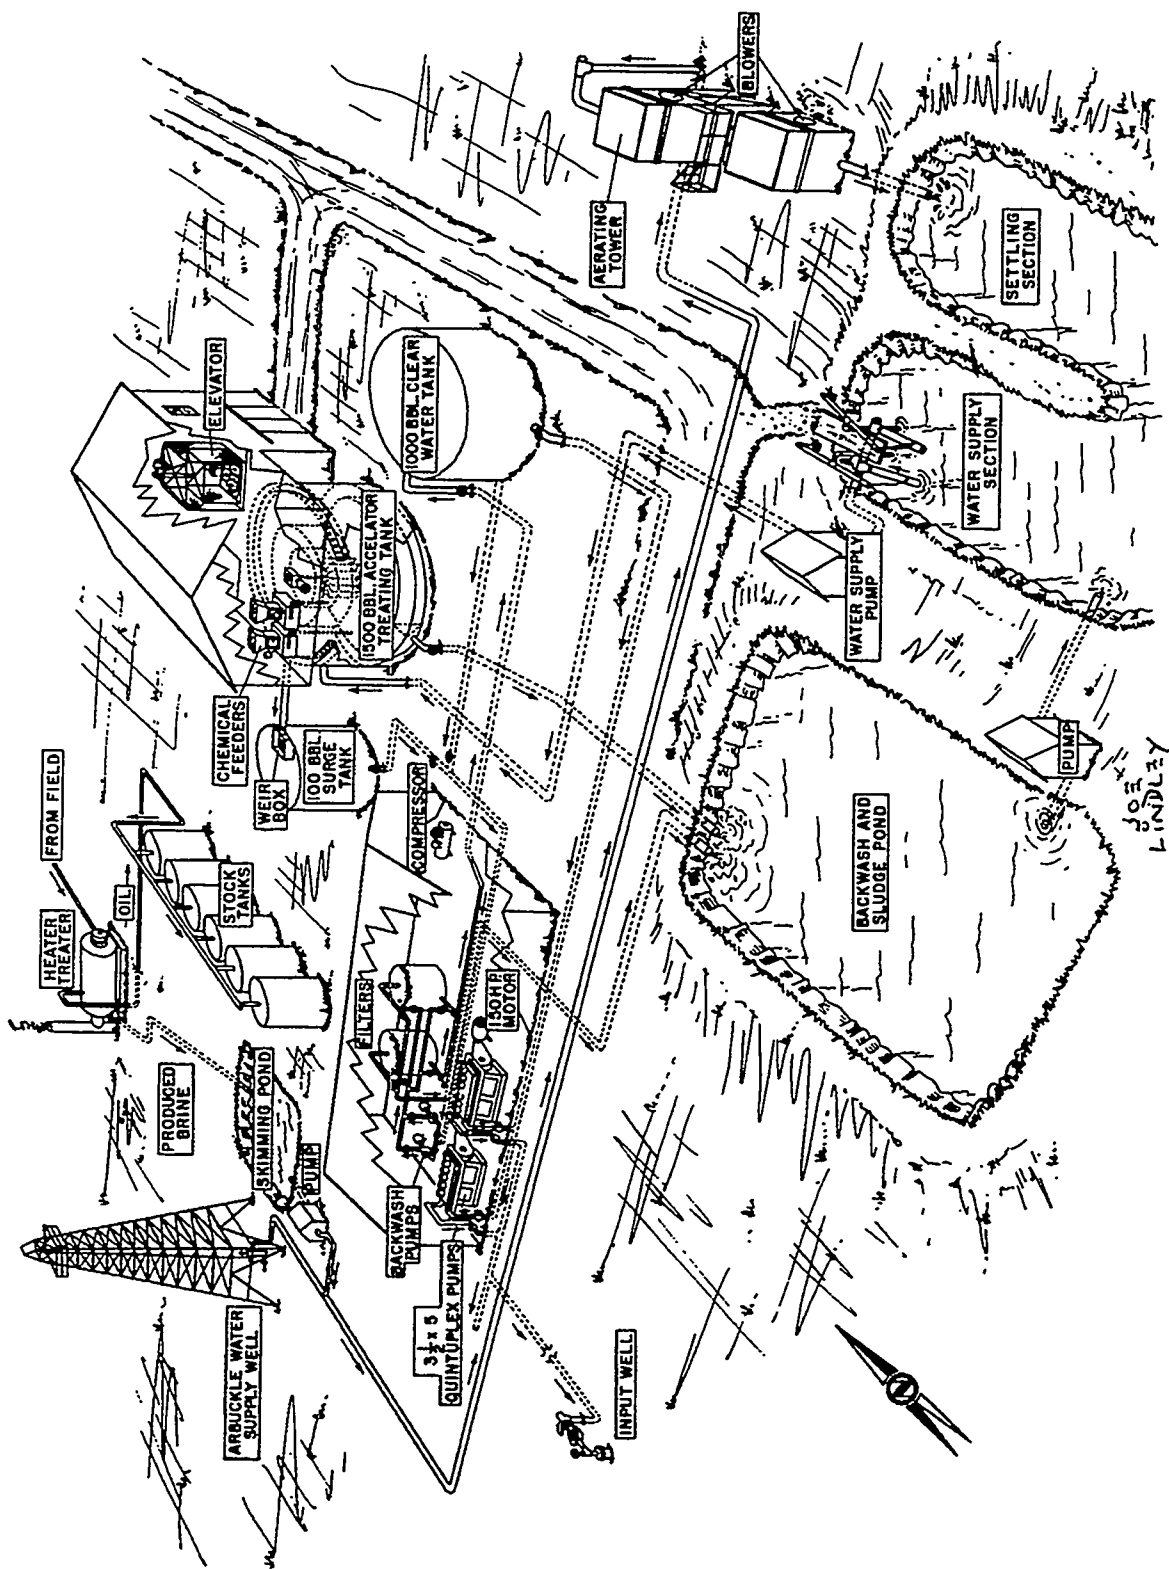 FROM FIELD
HEATER
TREATER
OIL
STOCK
TANKS
PRODUCED
BRINE
SKIMMING POND
PUMP
ARBUCKLE WATER
SUPPLY WELL
ELEVATOR
CHEMICAL
FEEDERS
WEIR
BOX
100 BBL.
SURGE
TANK
1500 BBL. ACCELATOR
TREATING TANK
1000 BBL. CLEAR
WATER TANK
COMPRESSOR
FILTERS
150 HP
MOTOR
BACKWASH
PUMPS
3 1/2 X 5
QUINTUPLEX PUMPS
INPUT WELL
BLOWERS
AERATING
TOWER
SETTLING
SECTION
WATER SUPPLY
SECTION
WATER SUPPLY
PUMP
PUMP
BACKWASH AND
SLUDGE POND
JOE
LINDLEY
N